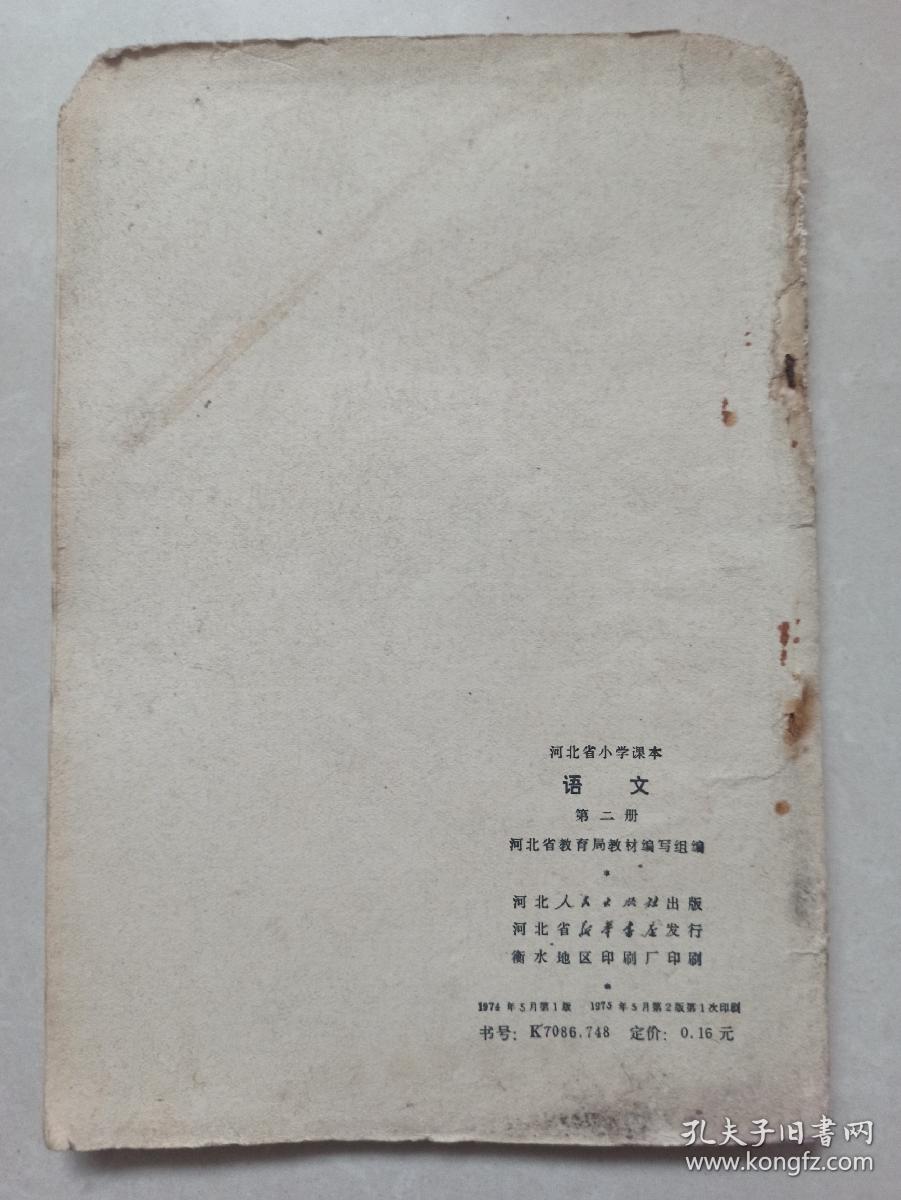 河北省小学课本
语 文
第二册
河北省教育局教材编写组编
*
河北人民出版社出版
河北省新华书店发行
衡水地区印刷厂印刷
*
1974年5月第1版 1975年5月第2版第1次印刷
书号: K7086.748 定价: 0.16元
孔夫子旧書网
www.kongfz.com